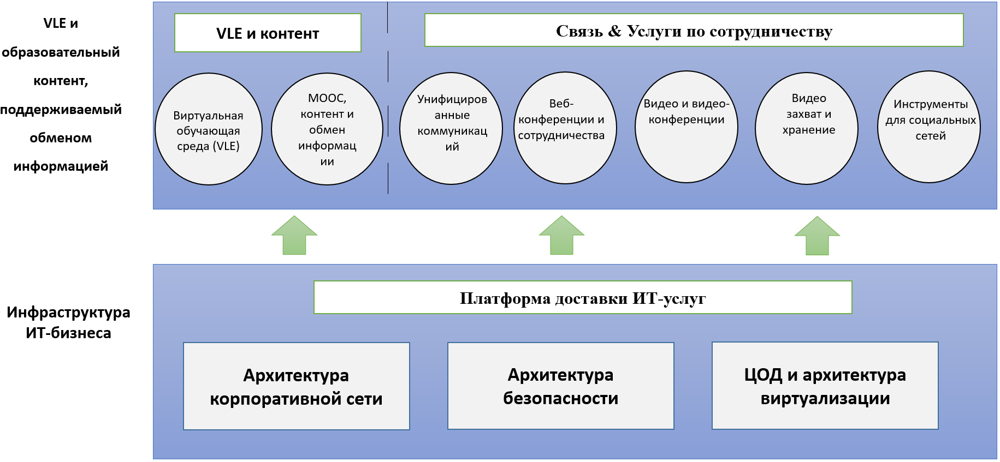 VLE и
образовательный
контент,
поддерживаемый
обменом
информацией
VLE и контент
Связь & Услуги по сотрудничеству
Виртуальная
обучающая
среда (VLE)
МООС,
контент и
обмен
информац
ии
Унифициров
анные
коммуникац
ий
Веб-
конференции и
сотрудничества
Видео и видео-
конференции
Видео
захват и
хранение
Инструменты
для социальных
сетей
Инфраструктура
ИТ-бизнеса
Платформа доставки ИТ-услуг
Архитектура
корпоративной сети
Архитектура
безопасности
ЦОД и архитектура
виртуализации